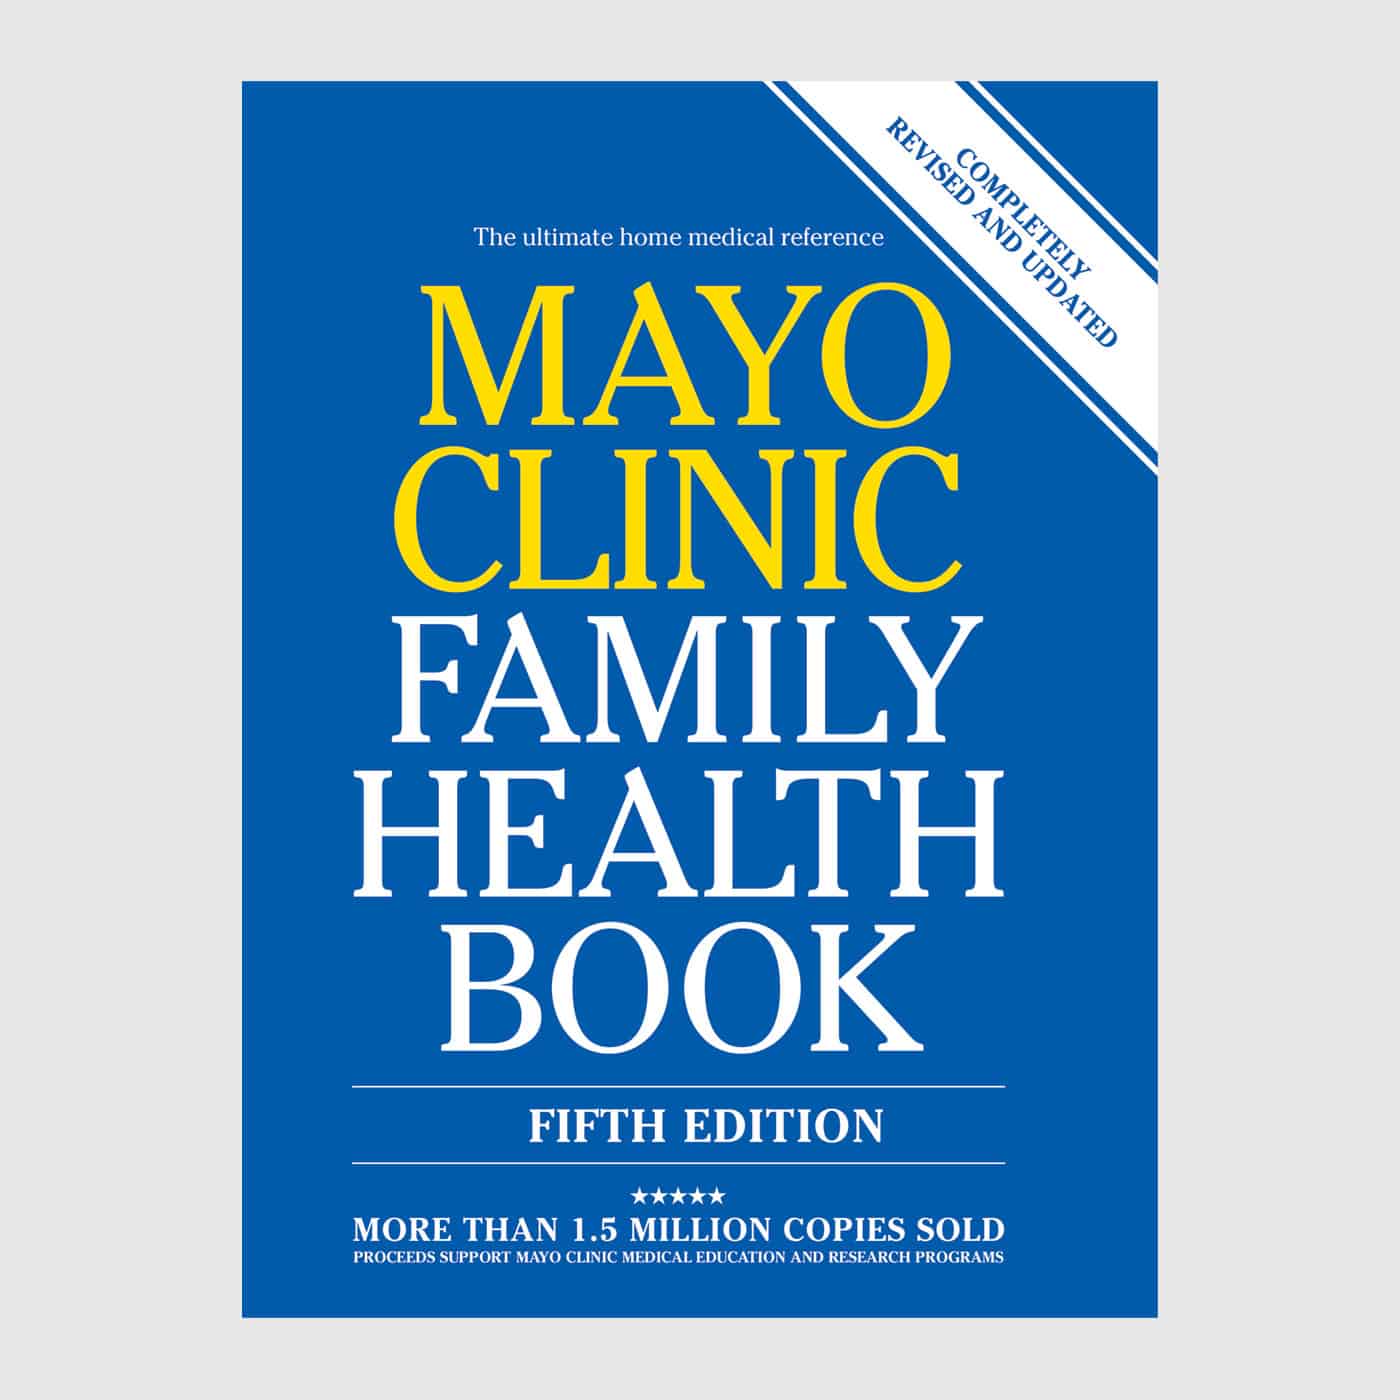 COMPLETELY
REVISED AND UPDATED
The ultimate home medical reference
MAYO
CLINIC
FAMILY
HEALTH
BOOK
FIFTH EDITION
★★★★★
MORE THAN 1.5 MILLION COPIES SOLD
PROCEEDS SUPPORT MAYO CLINIC MEDICAL EDUCATION AND RESEARCH PROGRAMS